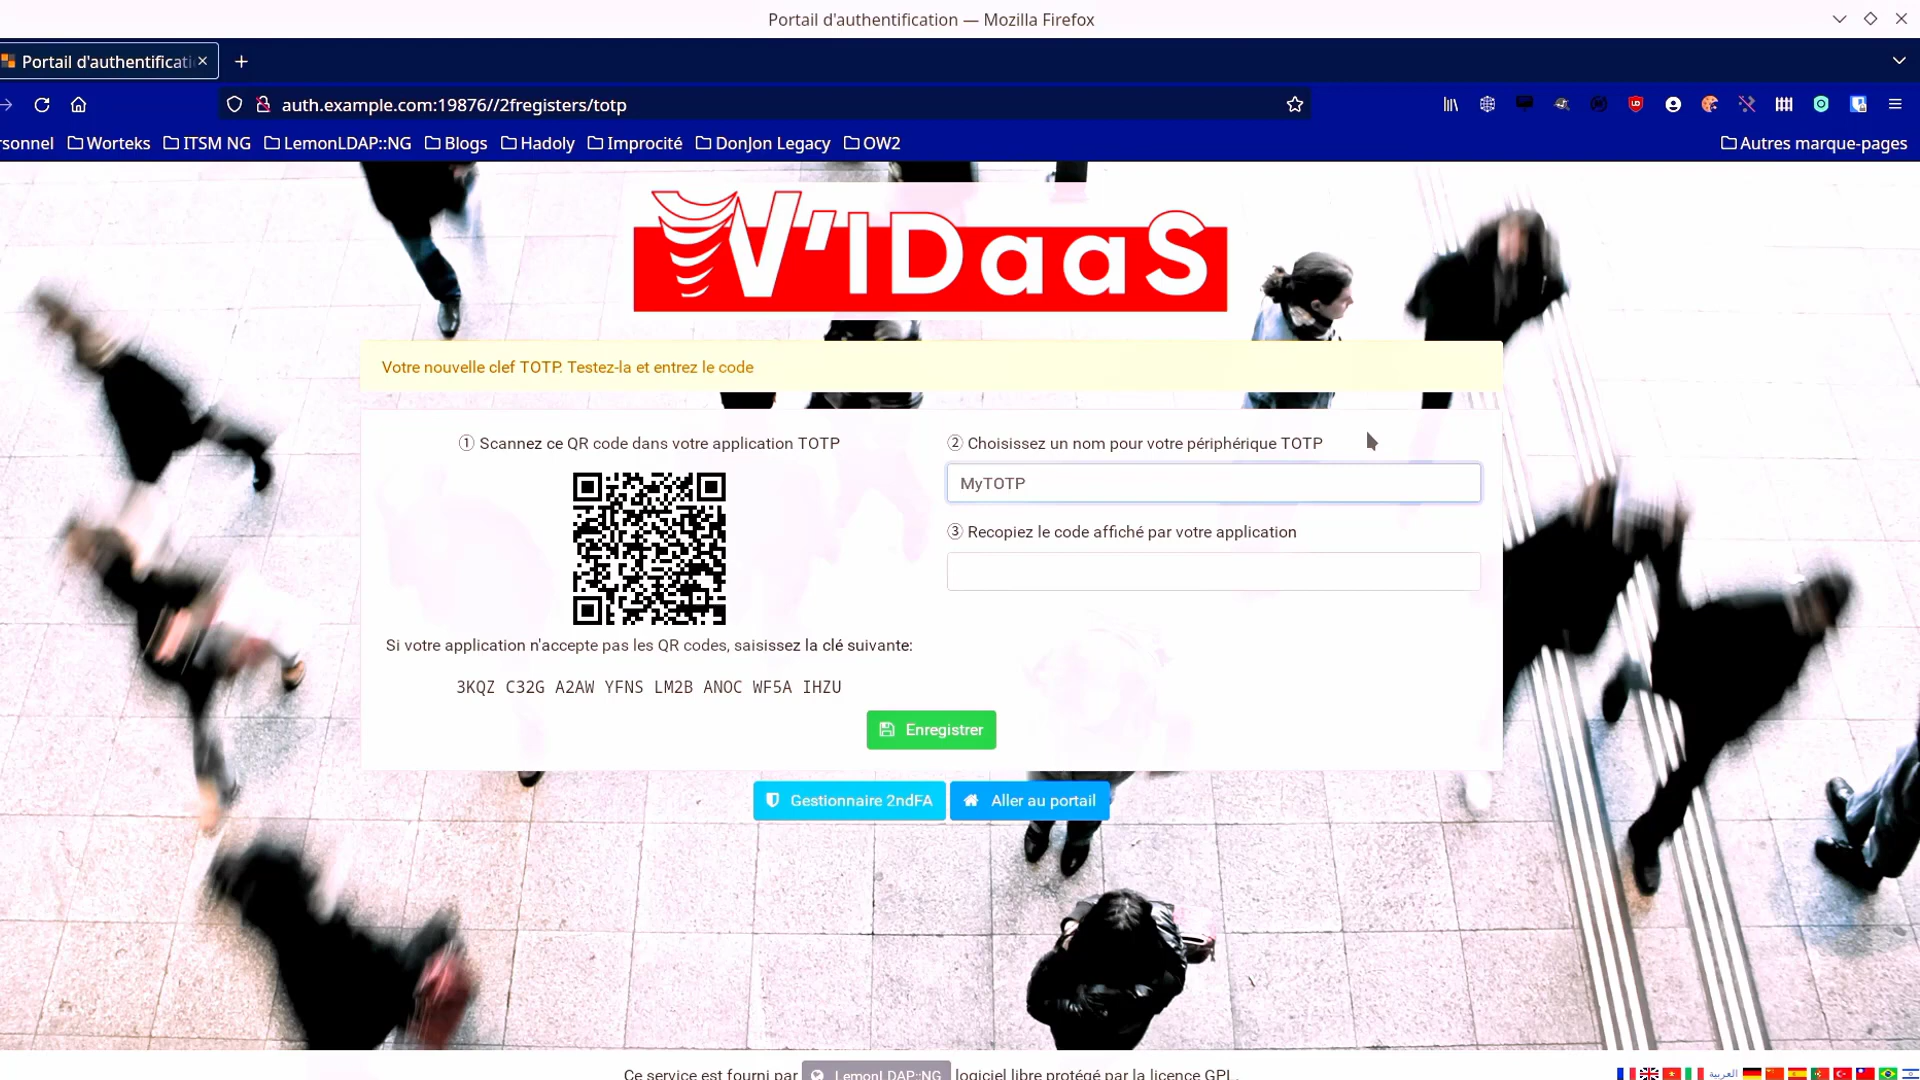 Portail d'authentification — Mozilla Firefox
Portail d'authentificati
auth.example.com:19876//2fregisters/totp
rsonnel Worteks ITSM NG LemonLDAP::NG Blogs Hadoly Improcité DonJon Legacy OW2 Autres marque-pages
W'IDaaS
Votre nouvelle clef TOTP. Testez-la et entrez le code
① Scannez ce QR code dans votre application TOTP
Si votre application n'accepte pas les QR codes, saisissez la clé suivante:
3KQZ C32G A2AW YFNS LM2B ANOC WF5A IHZU
② Choisissez un nom pour votre périphérique TOTP
MyTOTP
③ Recopiez le code affiché par votre application
Enregistrer
Gestionnaire 2ndFA Aller au portail
Ce service est fourni par LemonLDAP::NG logiciel libre protégé par la licence GPL.
العربية